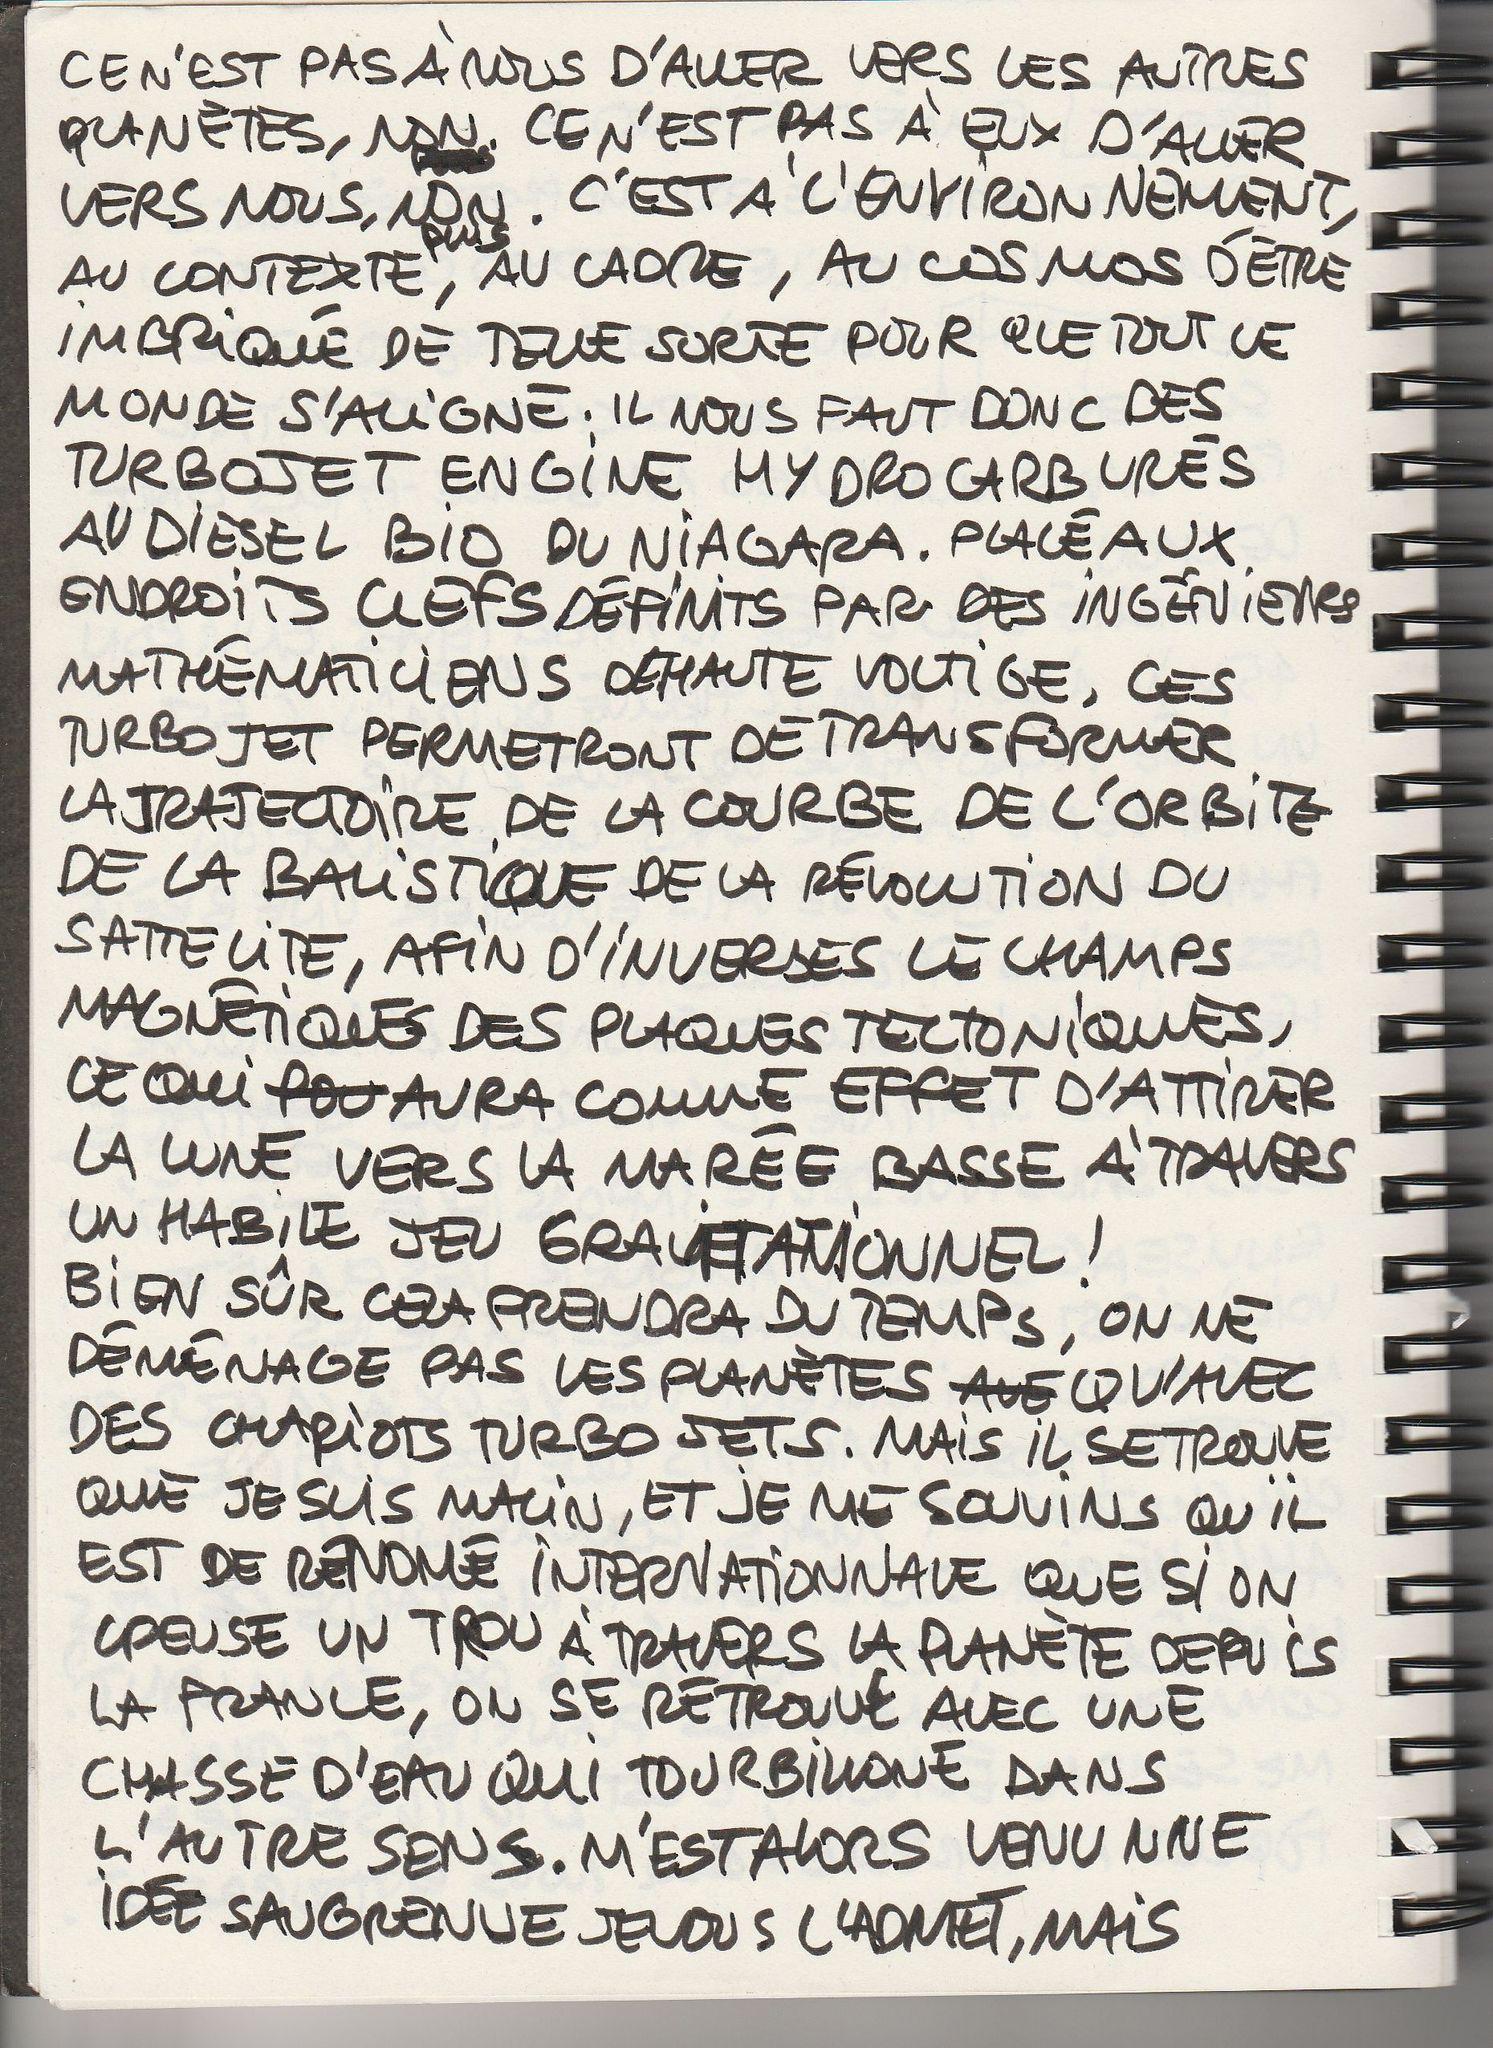 CE N'EST PAS À NOUS D'ALLER VERS LES AUTRES
PLANÈTES, NON. CE N'EST PAS À EUX D'ALLER
VERS NOUS, NON PLUS. C'EST À L'ENVIRONNEMENT,
AU CONTEXTE, AU CADRE, AU COSMOS D'ÊTRE
IMBRIQUÉ DE TELLE SORTE POUR QUE TOUT LE
MONDE S'ALIGNE. IL NOUS FAUT DONC DES
TURBOJET ENGINE HYDROCARBURÉS
AU DIESEL BIO DU NIAGARA. PLACÉ AUX
ENDROITS CLEFS DÉFINITS PAR DES INGÉNIEURS
MATHÉMATICIENS DE HAUTE VOLTIGE, CES
TURBOJET PERMETRONT DE TRANSFORMER
LA TRAJECTOIRE DE LA COURBE DE L'ORBITE
DE LA BALISTIQUE DE LA RÉVOLUTION DU
SATTELITE, AFIN D'INVERSES LE CHAMPS
MAGNÉTIQUES DES PLAQUES TECTONIQUES,
CE QUI POU AURA COMME EFFET D'ATTIRER
LA LUNE VERS LA MARÉE BASSE À TRAVERS
UN HABILE JEU GRAVITATIONNEL !
BIEN SÛR CELA PRENDRA DU TEMPS, ON NE
DÉMÉNAGE PAS LES PLANÈTES AVE QU'AVEC
DES CHARIOTS TURBO JETS. MAIS IL SE TROUVE
QUE JE SUIS MALIN, ET JE ME SOUVINS QU'IL
EST DE RENOMÉ INTERNATIONNALE QUE SI ON
CREUSE UN TROU À TRAVERS LA PLANÈTE DEPUIS
LA FRANCE, ON SE RETROUVE AVEC UNE
CHASSE D'EAU QUI TOURBILLONE DANS
L'AUTRE SENS. M'EST ALORS VENU UNE
IDÉE SAUGRENUE JE VOUS L'ADMET, MAIS